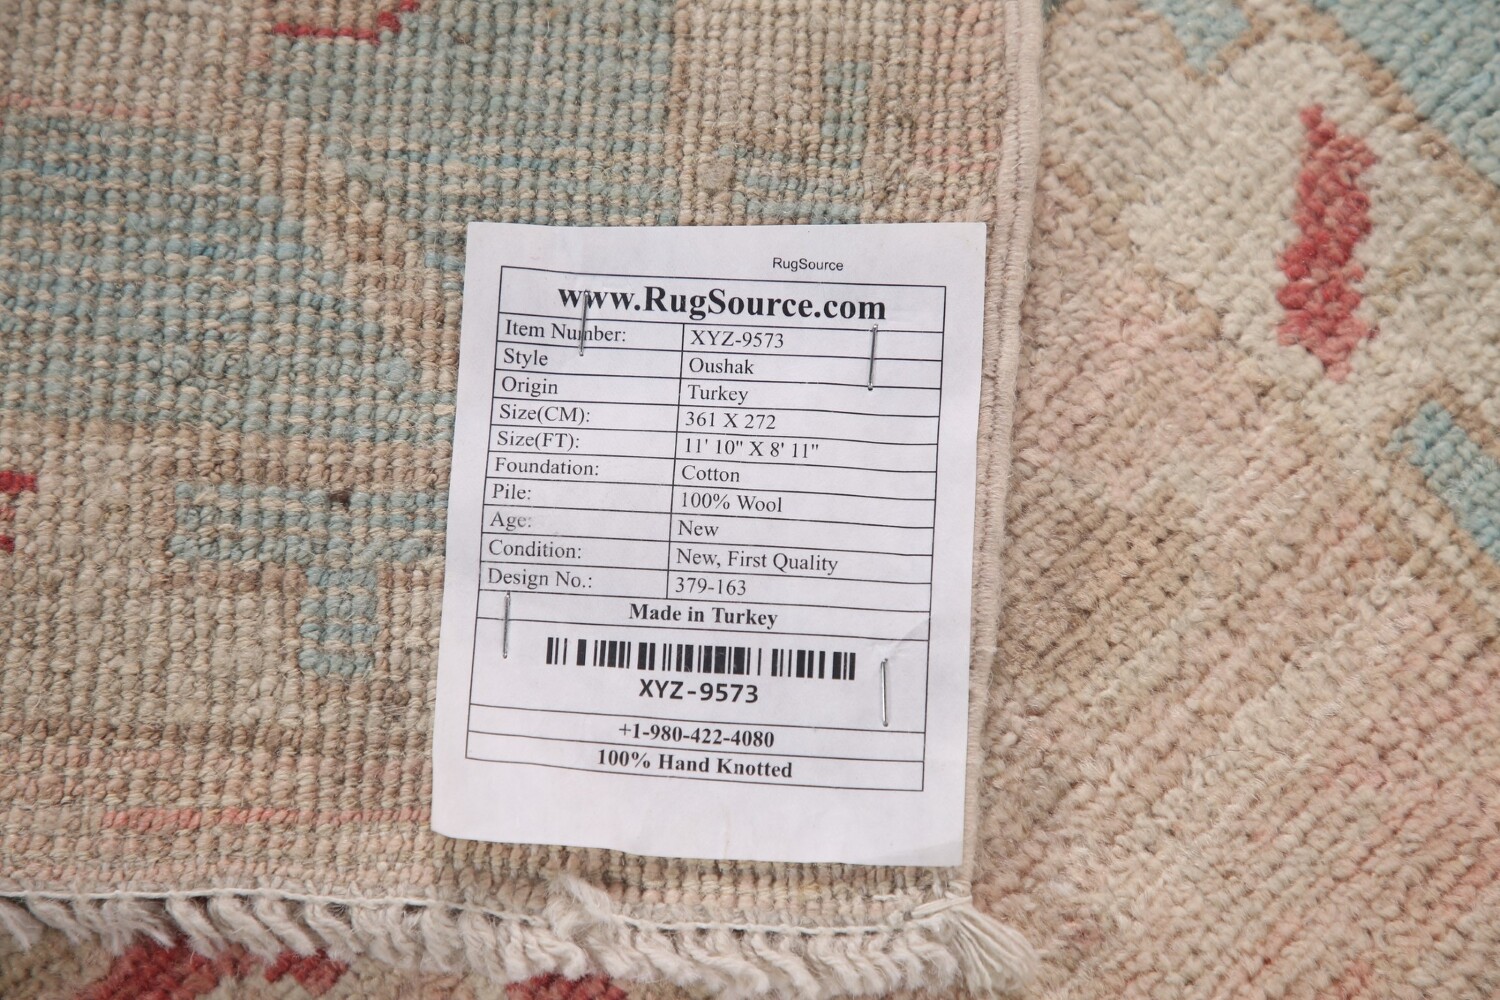 RugSource
www.RugSource.com
Item Number: XYZ-9573
Style Oushak
Origin Turkey
Size(CM): 361 X 272
Size(FT): 11' 10" X 8' 11"
Foundation: Cotton
Pile: 100% Wool
Age: New
Condition: New, First Quality
Design No.: 379-163
Made in Turkey
XYZ-9573
+1-980-422-4080
100% Hand Knotted